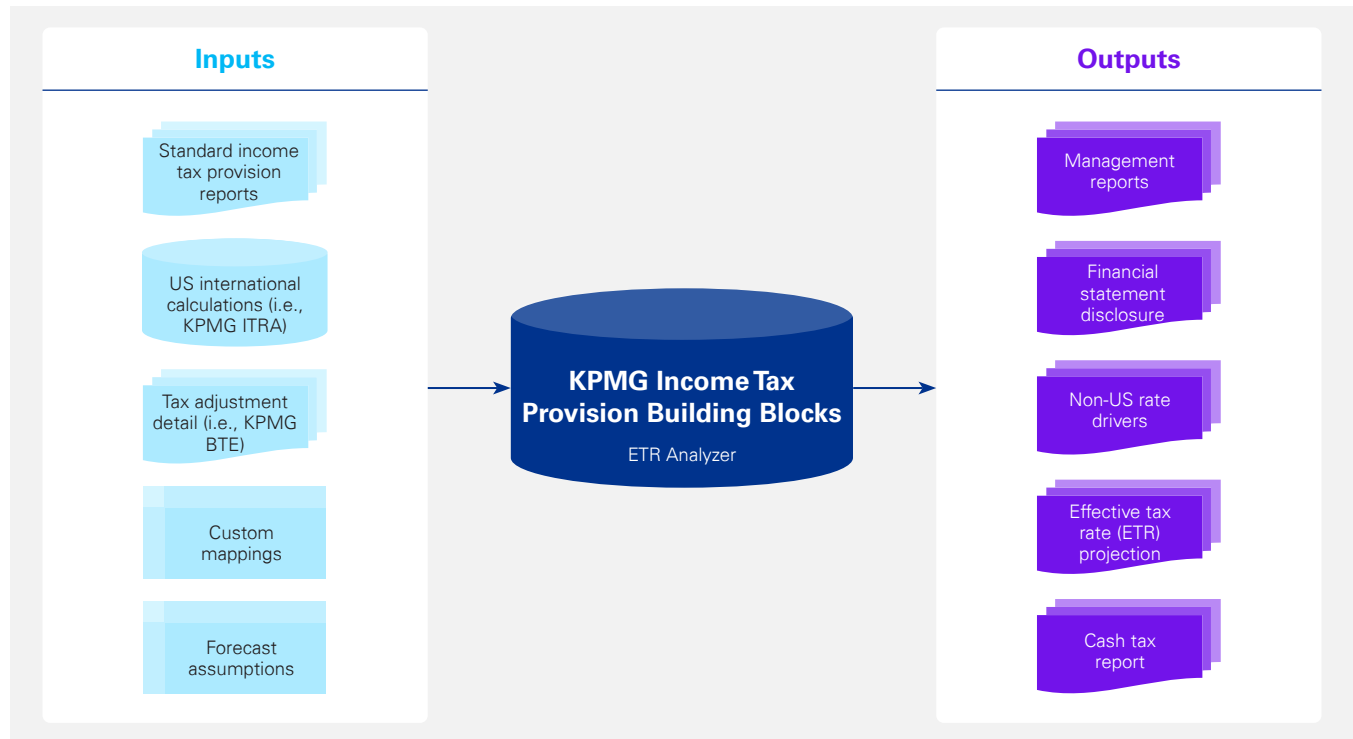 Inputs
Standard income
tax provision
reports
US international
calculations (i.e.,
KPMG ITRA)
Tax adjustment
detail (i.e., KPMG
BTE)
Custom
mappings
Forecast
assumptions
KPMG Income Tax
Provision Building Blocks
ETR Analyzer
Outputs
Management
reports
Financial
statement
disclosure
Non-US rate
drivers
Effective tax
rate (ETR)
projection
Cash tax
report